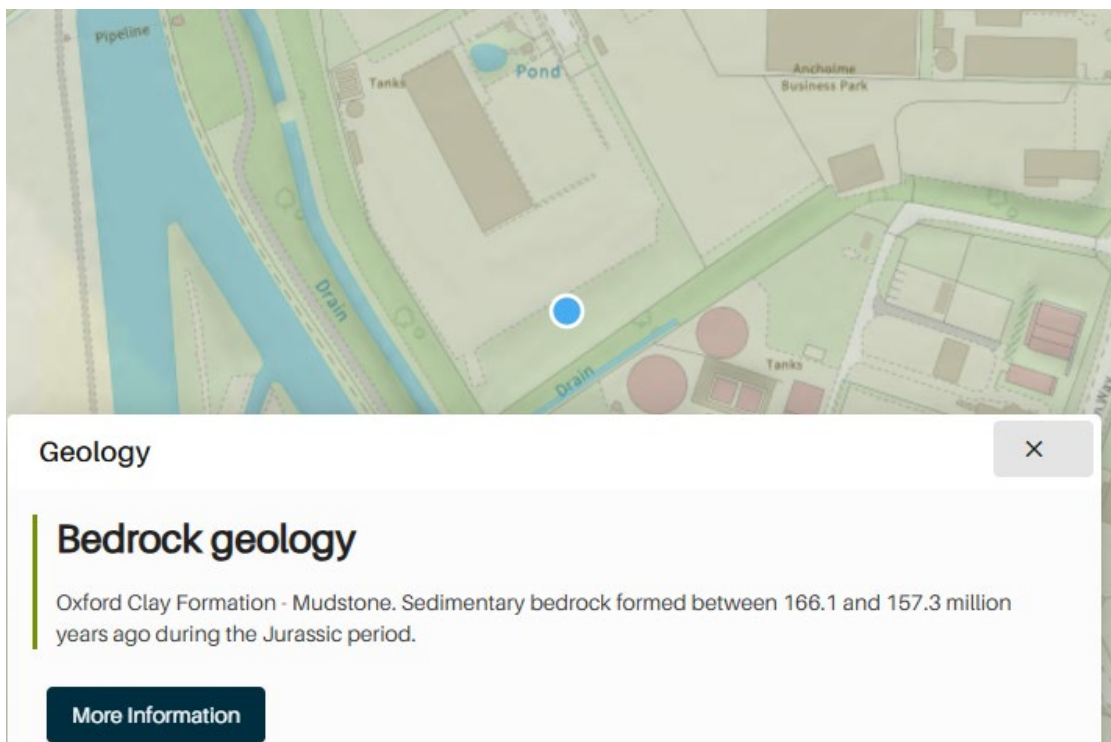 Pipeline
Tanks
Pond
Ancholme
Business Park
Drain
Drain
Tanks
Geology
Bedrock geology
Oxford Clay Formation - Mudstone. Sedimentary bedrock formed between 166.1 and 157.3 million
years ago during the Jurassic period.
More Information